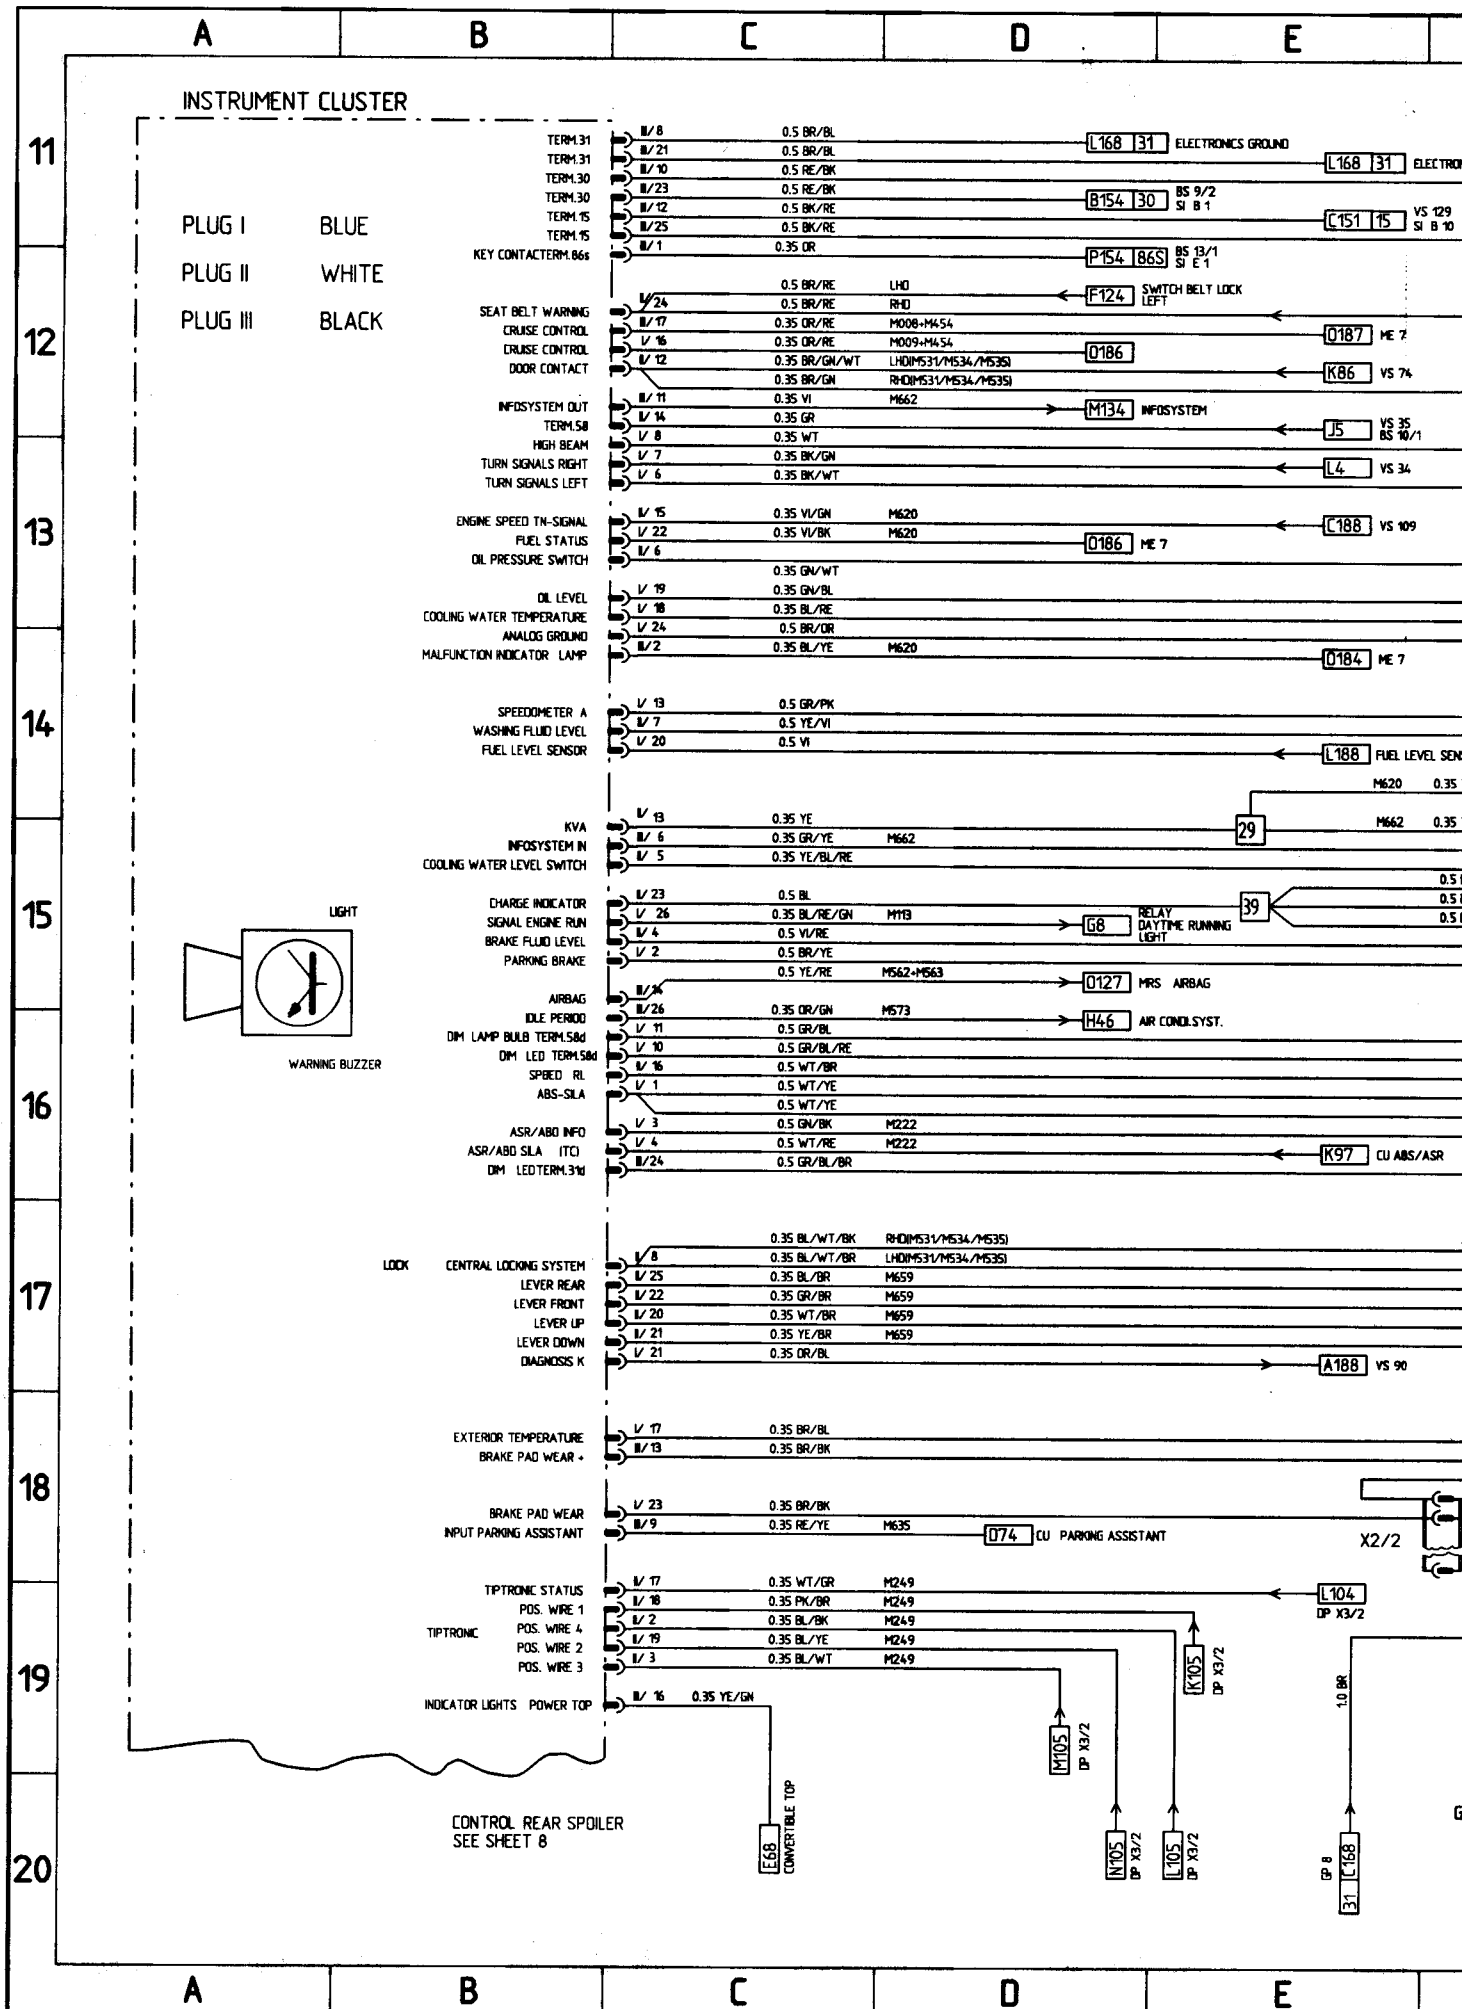 A B C D E
INSTRUMENT CLUSTER
PLUG I BLUE
PLUG II WHITE
PLUG III BLACK
11
TERM.31 III/8 0.5 BR/BL L168 31 ELECTRONICS GROUND
TERM.31 III/21 0.5 BR/BL L168 31 ELECTRON
TERM.30 III/10 0.5 RE/BK
TERM.30 III/23 0.5 RE/BK B154 30 BS 9/2
SI B 1
TERM.15 III/12 0.5 BK/RE C151 15 VS 129
SI B 10
TERM.15 III/25 0.5 BK/RE
KEY CONTACTERM.86s III/1 0.35 OR P154 86S BS 13/1
SI E 1
12
0.5 BR/RE LHD F124 SWITCH BELT LOCK
LEFT
SEAT BELT WARNING 24 0.5 BR/RE RHD
CRUISE CONTROL 17 0.35 OR/RE M008+M454 D187 ME 7
CRUISE CONTROL 16 0.35 OR/RE M009+M454 D186
DOOR CONTACT 12 0.35 BR/GN/WT LHD(M531/M534/M535) K86 VS 74
0.35 BR/GN RHD(M531/M534/M535)
INFOSYSTEM OUT 11 0.35 VI M662 M134 INFOSYSTEM
TERM.58 14 0.35 GR J5 VS 35
BS 10/1
HIGH BEAM I/ 8 0.35 WT
TURN SIGNALS RIGHT I/ 7 0.35 BK/GN L4 VS 34
TURN SIGNALS LEFT I/ 6 0.35 BK/WT
13
ENGINE SPEED TN-SIGNAL 15 0.35 VI/GN M620 C188 VS 109
FUEL STATUS 22 0.35 VI/BK M620 D186 ME 7
OIL PRESSURE SWITCH 6
0.35 GN/WT
OIL LEVEL I/ 19 0.35 GN/BL
COOLING WATER TEMPERATURE I/ 18 0.35 BL/RE
ANALOG GROUND I/ 24 0.5 BR/OR
MALFUNCTION INDICATOR LAMP 2 0.35 BL/YE M620 D184 ME 7
14
SPEEDOMETER A I/ 13 0.5 GR/PK
WASHING FLUID LEVEL 7 0.5 YE/VI
FUEL LEVEL SENSOR I/ 20 0.5 VI L188 FUEL LEVEL SENS
M620 0.35
KVA 13 0.35 YE 29 M662 0.35
INFOSYSTEM IN 6 0.35 GR/YE M662
COOLING WATER LEVEL SWITCH 5 0.35 YE/BL/RE
0.5
15
CHARGE INDICATOR 23 0.5 BL 39 0.5
SIGNAL ENGINE RUN 26 0.35 BL/RE/GN M113 G8 RELAY
DAYTIME RUNNING
LIGHT
0.5
BRAKE FLUID LEVEL 4 0.5 VI/RE
PARKING BRAKE I/ 2 0.5 BR/YE
LIGHT
WARNING BUZZER
0.5 YE/RE M562+M563 D127 MRS AIRBAG
AIRBAG 14
IDLE PERIOD 26 0.35 OR/GN M573 H46 AIR COND.SYST.
DIM LAMP BULB TERM.58d I/ 11 0.5 GR/BL
DIM LED TERM.58d I/ 10 0.5 GR/BL/RE
SPEED RL 16 0.5 WT/BR
16
ABS-SILA I/ 1 0.5 WT/YE
0.5 WT/YE
ASR/ABD INFO I/ 3 0.5 GN/BK M222
ASR/ABD SILA (TC) 4 0.5 WT/RE M222 K97 CU ABS/ASR
DIM LEDTERM.31d 24 0.5 GR/BL/BR
17
0.35 BL/WT/BK RHD(M531/M534/M535)
LOCK CENTRAL LOCKING SYSTEM 8 0.35 BL/WT/BR LHD(M531/M534/M535)
LEVER REAR 25 0.35 BL/BR M659
LEVER FRONT 22 0.35 GR/BR M659
LEVER UP 20 0.35 WT/BR M659
LEVER DOWN 21 0.35 YE/BR M659
DIAGNOSIS K I/ 21 0.35 OR/BL A188 VS 90
18
EXTERIOR TEMPERATURE I/ 17 0.35 BR/BL
BRAKE PAD WEAR + 13 0.35 BR/BK
BRAKE PAD WEAR I/ 23 0.35 BR/BK
INPUT PARKING ASSISTANT 9 0.35 RE/YE M635 D74 CU PARKING ASSISTANT
X2/2
19
TIPTRONIC STATUS 17 0.35 WT/GR M249 L104
DP X3/2
POS. WIRE 1 18 0.35 PK/BR M249
TIPTRONIC POS. WIRE 4 2 0.35 BL/BK M249
POS. WIRE 2 19 0.35 BL/YE M249
POS. WIRE 3 3 0.35 BL/WT M249
K105 DP X3/2
1.0 BR
INDICATOR LIGHTS POWER TOP 16 0.35 YE/GN
M105 DP X3/2
20
CONTROL REAR SPOILER
SEE SHEET 8
E68 CONVERTIBLE TOP
N105 DP X3/2
L105 DP X3/2
GP 8
31 C168
A B C D E